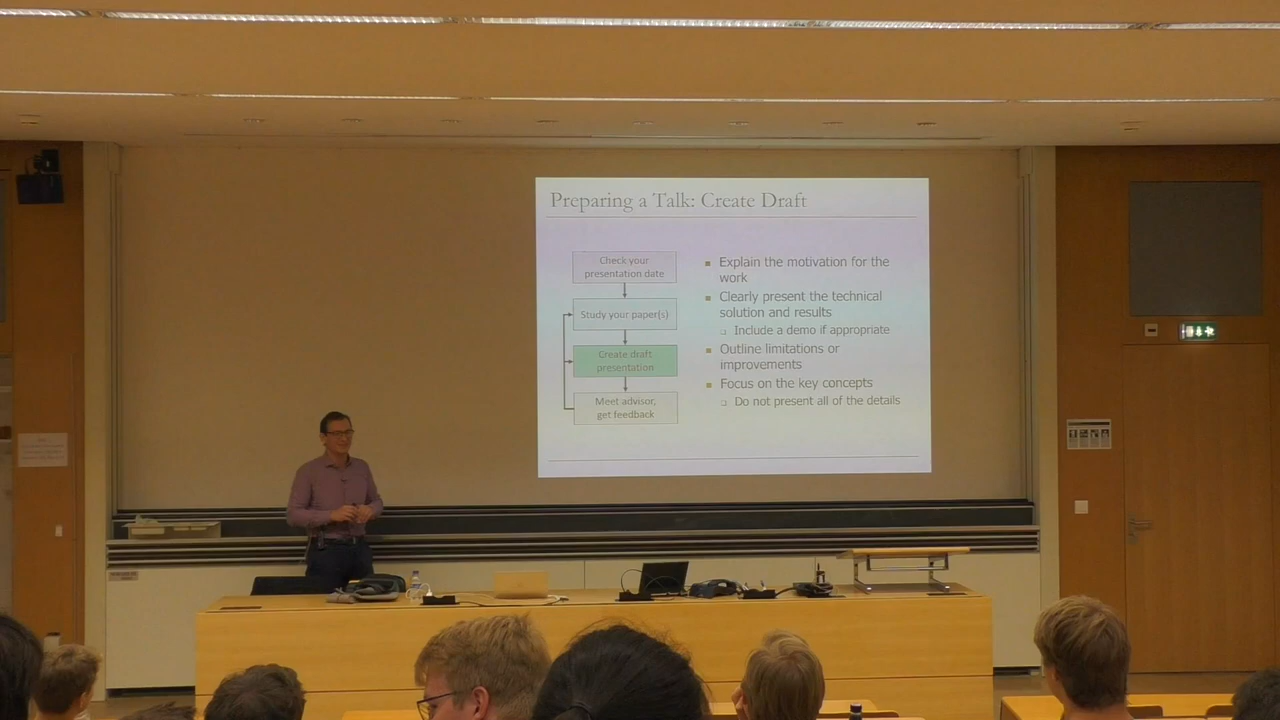 Preparing a Talk: Create Draft
Check your
presentation date
Study your paper(s)
Create draft
presentation
Meet advisor,
get feedback
Explain the motivation for the
work
Clearly present the technical
solution and results
Include a demo if appropriate
Outline limitations or
improvements
Focus on the key concepts
Do not present all of the details